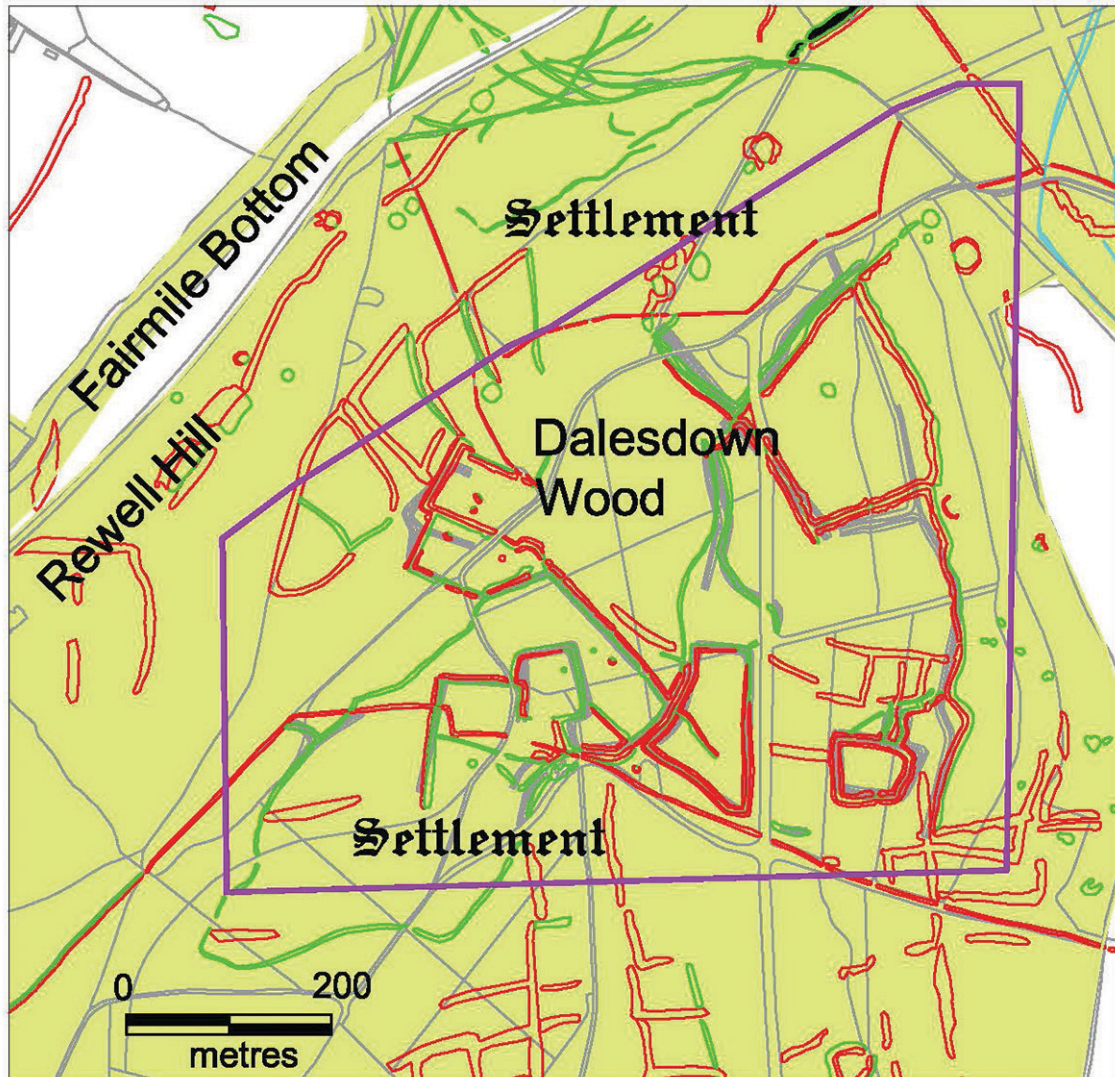 Fairmile Bottom
Settlement
Rewell Hill
Dalesdown
Wood
Settlement
0 200
metres